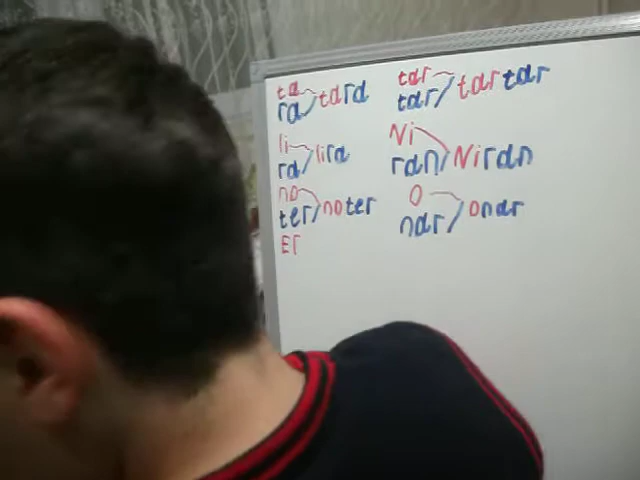 ta
ra tara
li
ra lira
no
ter noter
Er
tar
tar tartar
Ni
ran Niran
O
nar onar